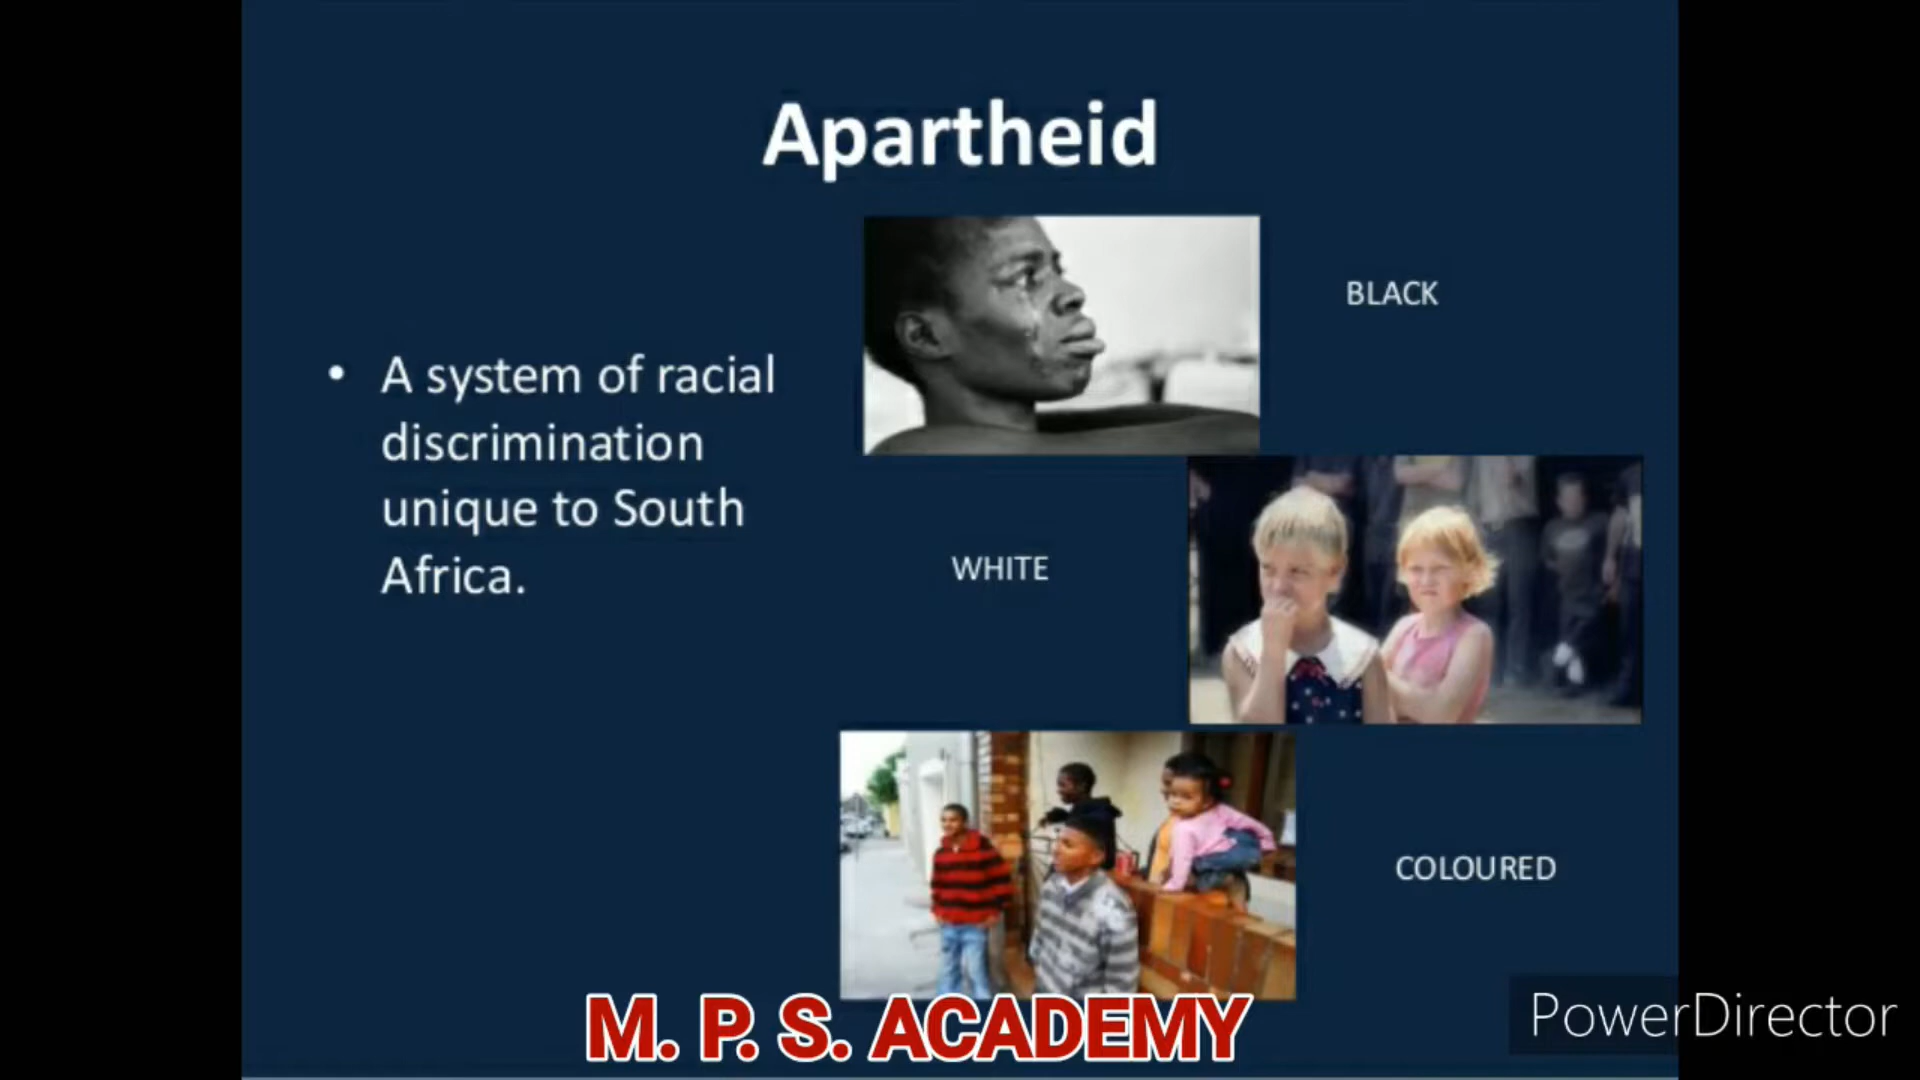 Apartheid
BLACK
• A system of racial
discrimination
unique to South
Africa.
WHITE
COLOURED
M. P. S. ACADEMY
PowerDirector